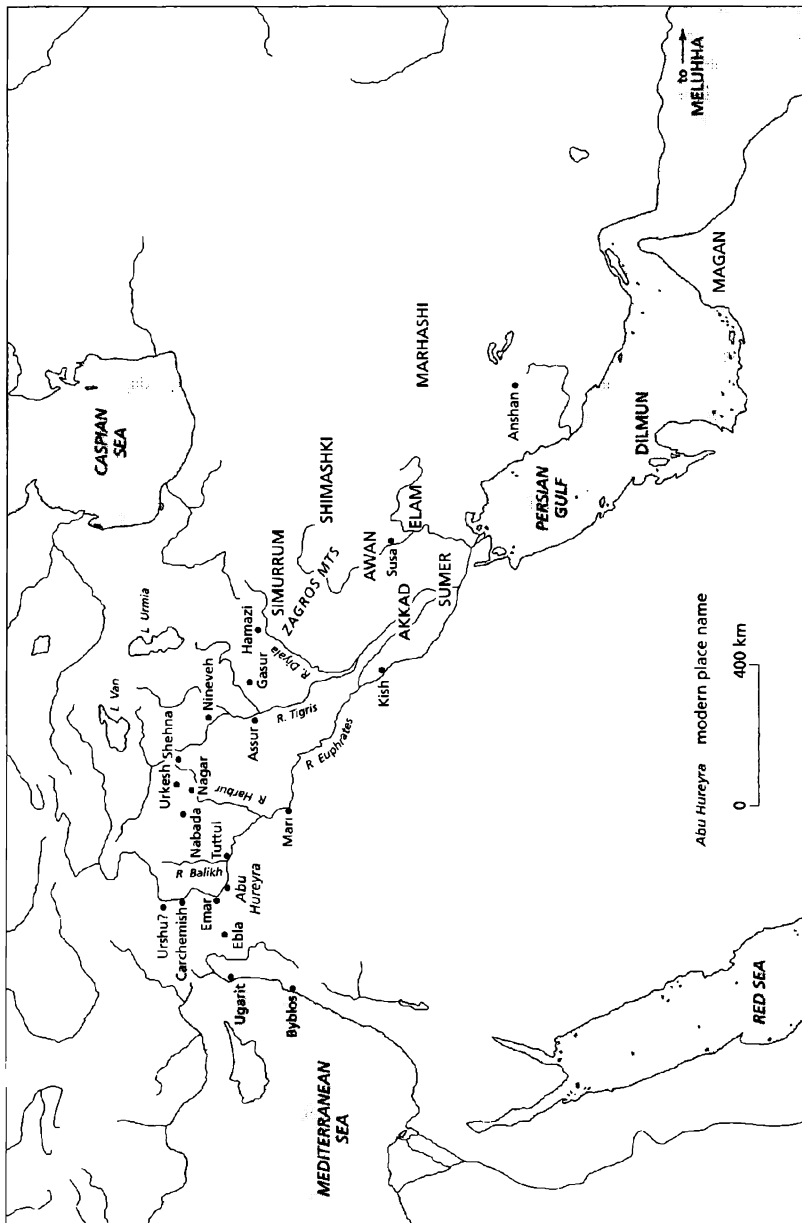 CASPIAN
SEA
L Van
L Urmia
Urshu?
Carchemish
Urkesh
Shehna
Nabada
Nagar
Nineveh
R Balikh
R Harbur
Emar
Tuttul
Abu
Hureyra
Ebla
Ugarit
Assur
Gasur
Hamazi
SIMURRUM
ZAGROS MTS
SHIMASHKI
R. Diyala
R. Tigris
Mari
R Euphrates
Byblos
MEDITERRANEAN
SEA
Kish
AKKAD
SUMER
AWAN
Susa
ELAM
MARHASHI
Anshan
PERSIAN
GULF
DILMUN
MAGAN
to
MELUHHA
RED SEA
Abu Hureyra modern place name
0 400 km